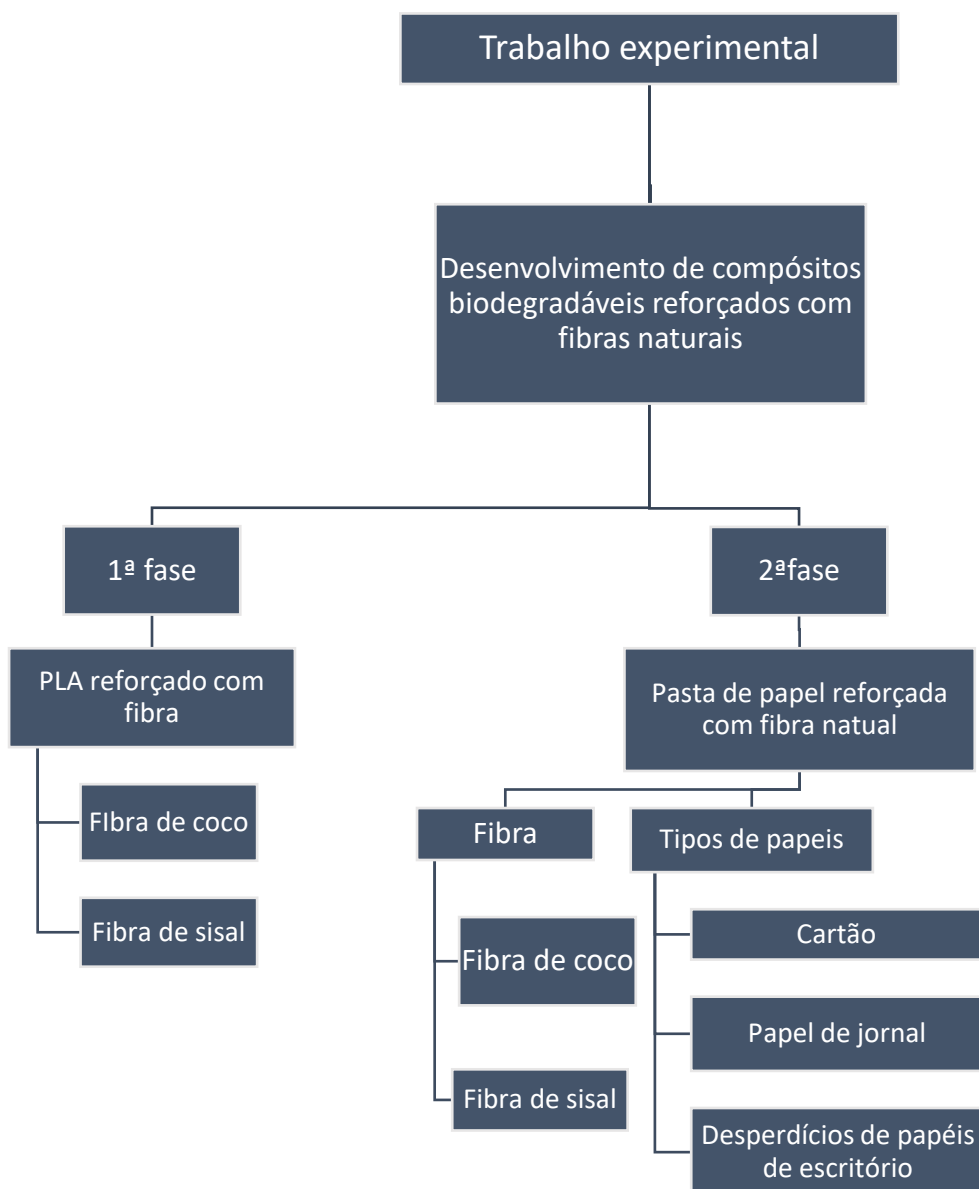 Trabalho experimental
Desenvolvimento de compósitos
biodegradáveis reforçados com
fibras naturais
1ª fase
2ªfase
PLA reforçado com
fibra
Pasta de papel reforçada
com fibra natual
FIbra de coco
Fibra de sisal
Fibra
Tipos de papeis
Fibra de coco
Fibra de sisal
Cartão
Papel de jornal
Desperdícios de papéis
de escritório